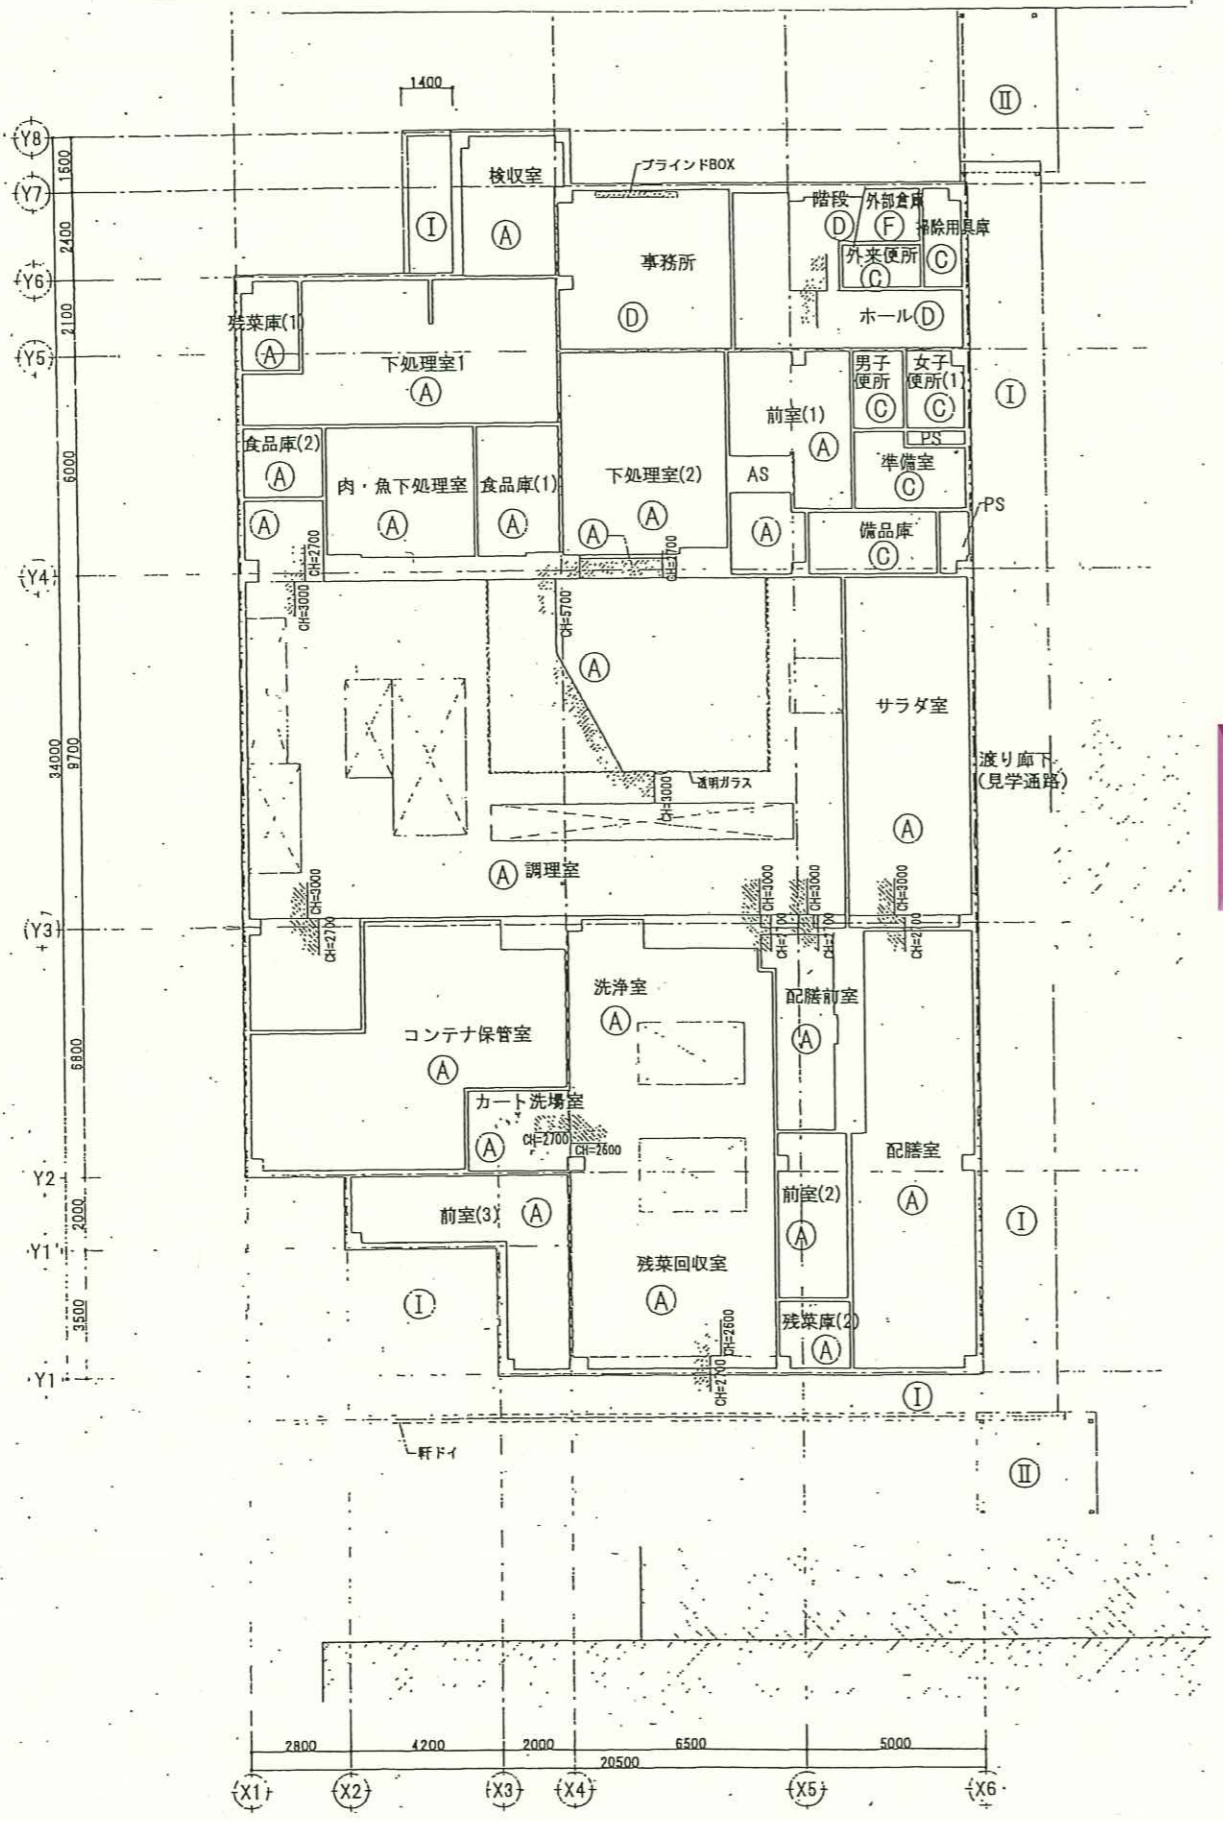 1400
Ⅱ
Y8
1600
検収室
ブラインドBOX
Y7
階段
外部倉庫
D
F
掃除用具庫
I
A
2400
事務所
外来便所
C
C
Y6
D
ホール
D
残菜庫(1)
2100
A
Y5
下処理室1
男子
便所
女子
便所(1)
A
C
C
I
前室(1)
A
食品庫(2)
PS
A
6000
肉・魚下処理室
食品庫(1)
下処理室(2)
AS
準備室
C
A
A
A
A
PS
A
A
備品庫
C
CH=2700
CH=2700
Y4
CH=3000
CH=5700
A
サラダ室
34000
9700
渡り廊下
(見学通路)
透明ガラス
CH=3000
A
A
調理室
CH=3000
CH=3000
CH=3000
CH=3000
Y3
CH=2700
CH=2700
CH=2700
CH=2700
洗浄室
配膳前室
A
A
コンテナ保管室
A
6800
カート洗場室
A
CH=2700
CH=2600
配膳室
Y2
A
前室(2)
前室(3)
A
2000
A
I
Y1'
残菜回収室
I
A
3500
残菜庫(2)
A
CH=2600
CH=2700
Y1
I
軒ドイ
Ⅱ
2800
4200
2000
6500
5000
20500
X1
X2
X3
X4
X5
X6